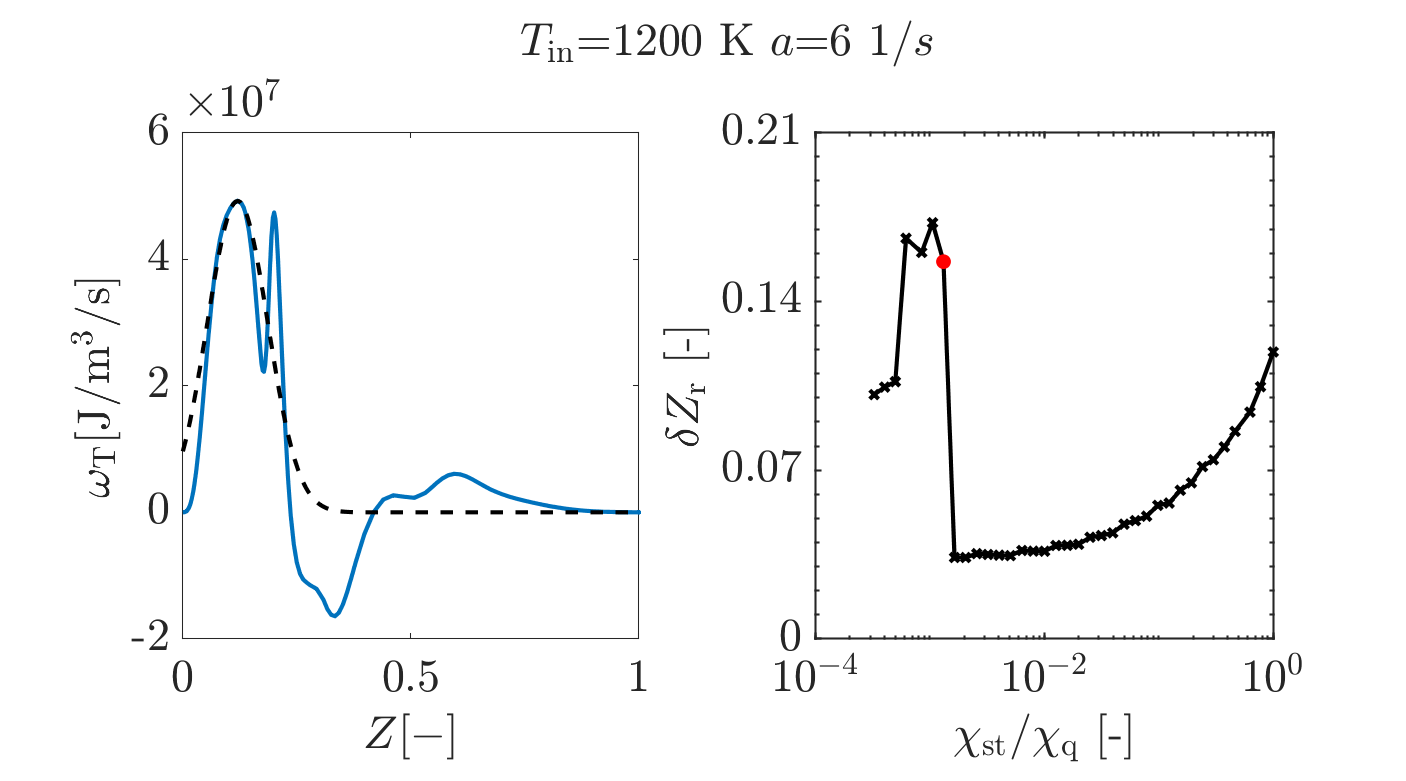 T_in=1200 K a=6 1/s
×10^7
6
4
2
0
-2
0 0.5 1
Z[−]
ω_T[J/m^3/s]
0.21
0.14
0.07
0
10^−4 10^−2 10^0
χ_st/χ_q [-]
δZ_r [-]